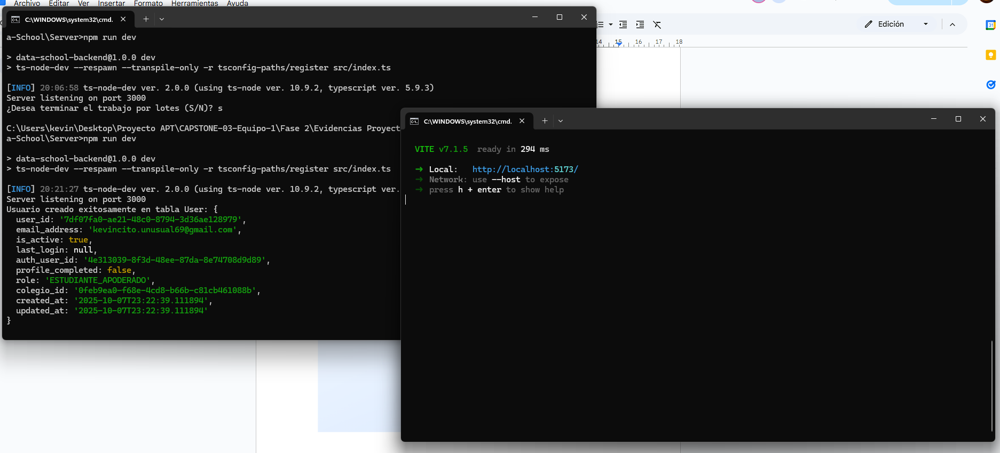 Archivo Editar Ver Insertar Formato Herramientas Ayuda
C:\WINDOWS\system32\cmd.
a-School\Server>npm run dev
> data-school-backend@1.0.0 dev
> ts-node-dev --respawn --transpile-only -r tsconfig-paths/register src/index.ts
[INFO] 20:06:58 ts-node-dev ver. 2.0.0 (using ts-node ver. 10.9.2, typescript ver. 5.9.3)
Server listening on port 3000
¿Desea terminar el trabajo por lotes (S/N)? s
C:\Users\kevin\Desktop\Proyecto APT\CAPSTONE-03-Equipo-1\Fase 2\Evidencias Proyect
a-School\Server>npm run dev
> data-school-backend@1.0.0 dev
> ts-node-dev --respawn --transpile-only -r tsconfig-paths/register src/index.ts
[INFO] 20:21:27 ts-node-dev ver. 2.0.0 (using ts-node ver. 10.9.2, typescript ver.
Server listening on port 3000
Usuario creado exitosamente en tabla User: {
user_id: '7df07fa0-ae21-48c0-8794-3d36ae128979',
email_address: 'kevincito.unusual69@gmail.com',
is_active: true,
last_login: null,
auth_user_id: '4e313039-8f3d-48ee-87da-8e74708d9d89',
profile_completed: false,
role: 'ESTUDIANTE_APODERADO',
colegio_id: '0feb9ea0-f68e-4cd8-b66b-c81cb461088b',
created_at: '2025-10-07T23:22:39.111894',
updated_at: '2025-10-07T23:22:39.111894'
}
Edición
14 15 16 17 18
31
C:\WINDOWS\system32\cmd.
VITE v7.1.5 ready in 294 ms
➜ Local: http://localhost:5173/
➜ Network: use --host to expose
➜ press h + enter to show help